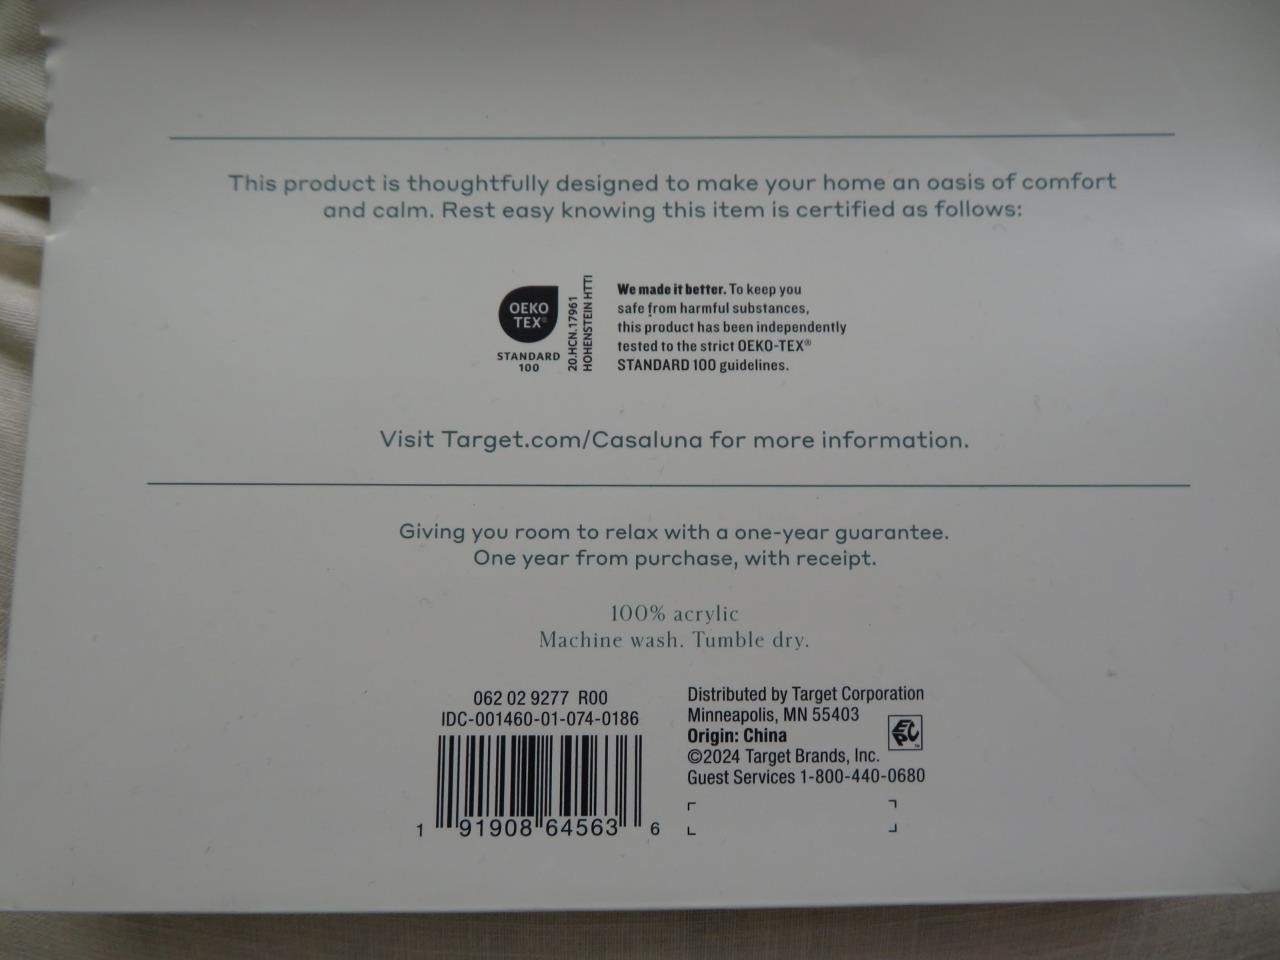 This product is thoughtfully designed to make your home an oasis of comfort
and calm. Rest easy knowing this item is certified as follows:
OEKO
TEX®
STANDARD
100
20.HCN.17961
HOHENSTEIN HTTI
We made it better. To keep you
safe from harmful substances,
this product has been independently
tested to the strict OEKO-TEX®
STANDARD 100 guidelines.
Visit Target.com/Casaluna for more information.
Giving you room to relax with a one-year guarantee.
One year from purchase, with receipt.
100% acrylic
Machine wash. Tumble dry.
062 02 9277 R00
IDC-001460-01-074-0186
1 91908 64563 6
Distributed by Target Corporation
Minneapolis, MN 55403
Origin: China
©2024 Target Brands, Inc.
Guest Services 1-800-440-0680
EPC